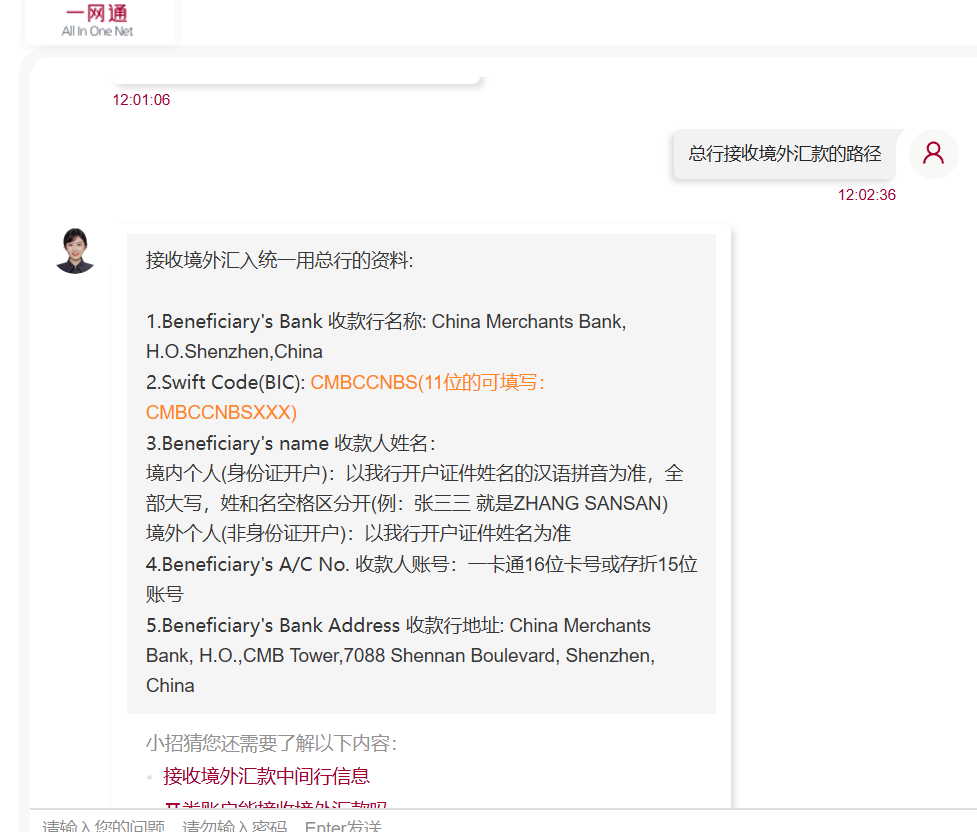 一网通
All In One Net
12:01:06
总行接收境外汇款的路径
12:02:36
接收境外汇入统一用总行的资料:
1.Beneficiary's Bank 收款行名称: China Merchants Bank,
H.O.Shenzhen,China
2.Swift Code(BIC): CMBCCNBS(11位的可填写：
CMBCCNBSXXX)
3.Beneficiary's name 收款人姓名：
境内个人(身份证开户)：以我行开户证件姓名的汉语拼音为准，全
部大写，姓和名空格区分开(例：张三三 就是ZHANG SANSAN)
境外个人(非身份证开户)：以我行开户证件姓名为准
4.Beneficiary's A/C No. 收款人账号：一卡通16位卡号或存折15位
账号
5.Beneficiary's Bank Address 收款行地址: China Merchants
Bank, H.O.,CMB Tower,7088 Shennan Boulevard, Shenzhen,
China
小招猜您还需要了解以下内容：
接收境外汇款中间行信息
类账户能接收境外汇款吗
请输入您的问题，请勿输入密码，Enter发送